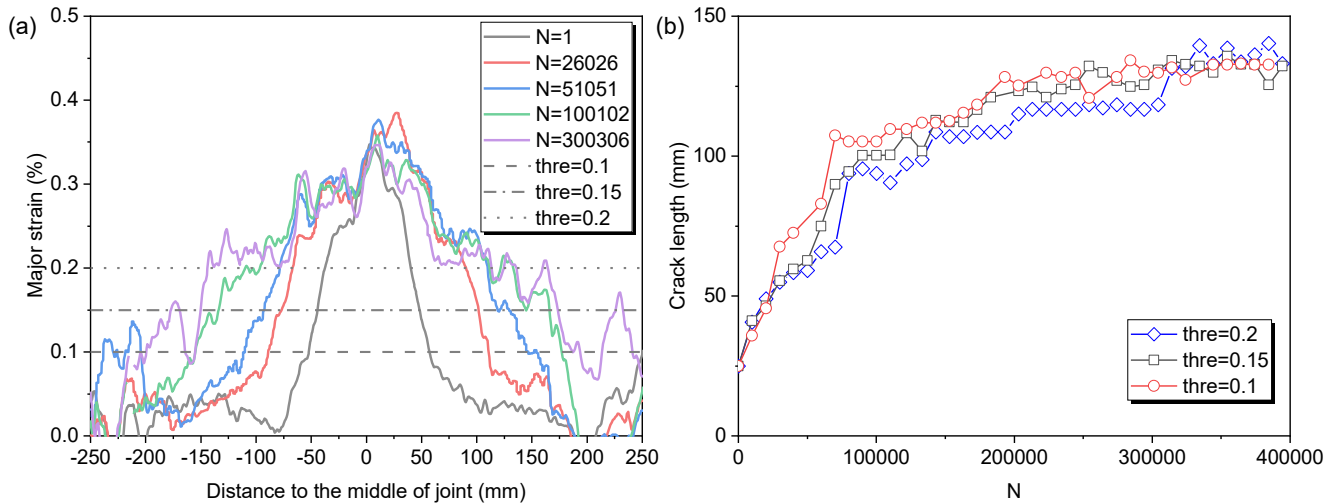 (a)
0.5
0.4
0.3
0.2
0.1
0.0
Major strain (%)
-250 -200 -150 -100 -50 0 50 100 150 200 250
Distance to the middle of joint (mm)
N=1
N=26026
N=51051
N=100102
N=300306
thre=0.1
thre=0.15
thre=0.2
(b)
150
100
50
0
Crack length (mm)
0 100000 200000 300000 400000
N
thre=0.2
thre=0.15
thre=0.1